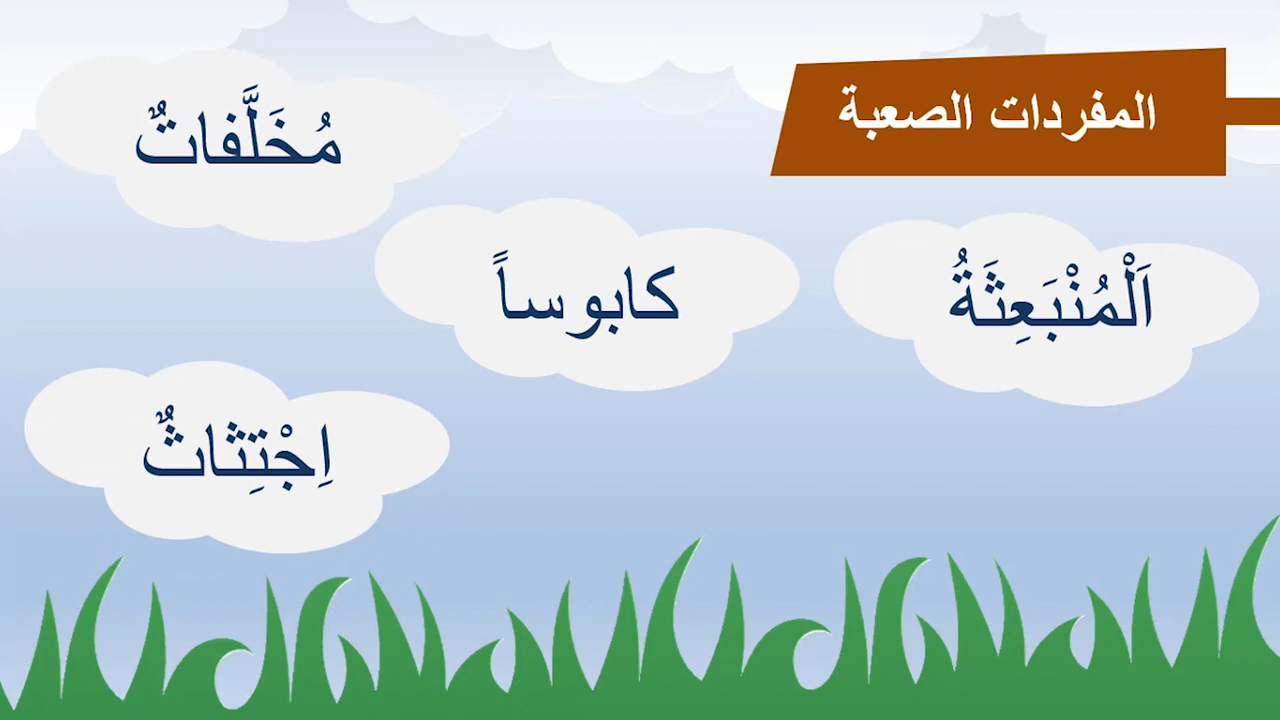 المفردات الصعبة
مُخَلَّفاتٌ
اَلْمُنْبَعِثَةُ
كابوساً
اِجْتِثاثٌ